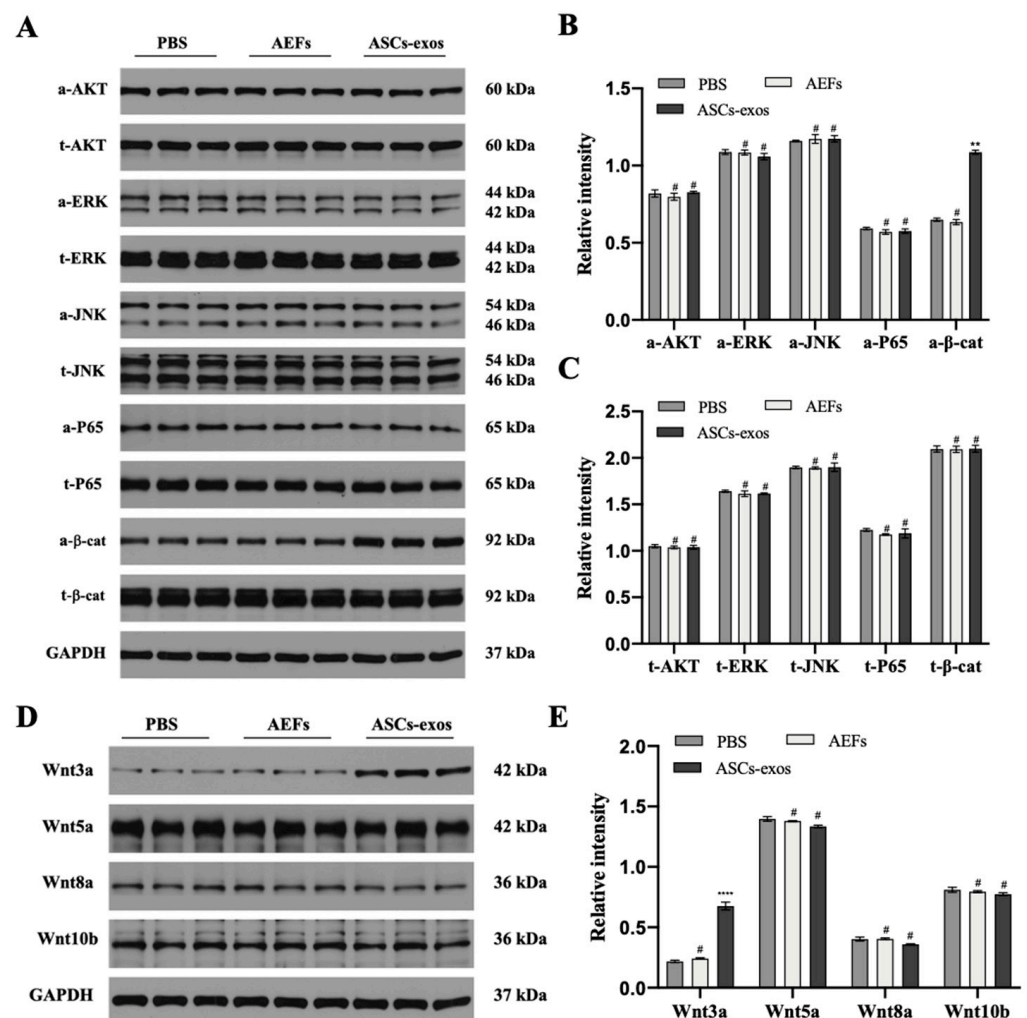 A
PBS AEFs ASCs-exos
a-AKT 60 kDa
t-AKT 60 kDa
a-ERK 44 kDa
42 kDa
t-ERK 44 kDa
42 kDa
a-JNK 54 kDa
46 kDa
t-JNK 54 kDa
46 kDa
a-P65 65 kDa
t-P65 65 kDa
a-β-cat 92 kDa
t-β-cat 92 kDa
GAPDH 37 kDa
B
PBS AEFs
ASCs-exos
Relative intensity
1.5
1.0
0.5
0.0
# # # # # # # # # **
a-AKT a-ERK a-JNK a-P65 a-β-cat
C
PBS AEFs
ASCs-exos
Relative intensity
2.5
2.0
1.5
1.0
0.5
0.0
# # # # # # # # # #
t-AKT t-ERK t-JNK t-P65 t-β-cat
D
PBS AEFs ASCs-exos
Wnt3a 42 kDa
Wnt5a 42 kDa
Wnt8a 36 kDa
Wnt10b 36 kDa
GAPDH 37 kDa
E
PBS AEFs
ASCs-exos
Relative intensity
2.0
1.5
1.0
0.5
0.0
# **** # # # # # #
Wnt3a Wnt5a Wnt8a Wnt10b